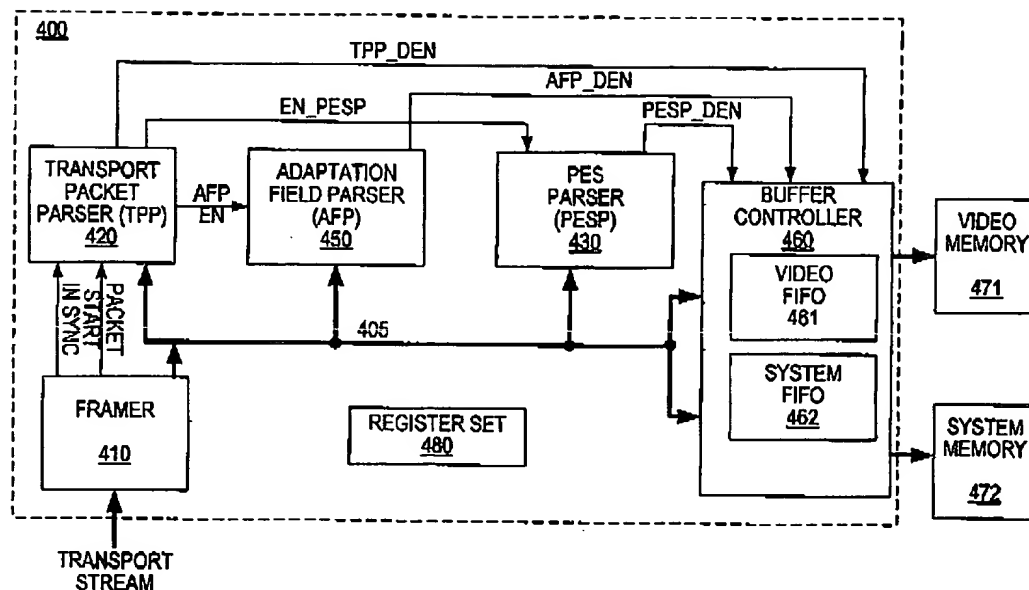 400
TPP_DEN
AFP_DEN
EN_PESP
PESP_DEN
TRANSPORT
PACKET
PARSER (TPP)
420
AFP
EN
ADAPTATION
FIELD PARSER
(AFP)
450
PES
PARSER
(PESP)
430
BUFFER
CONTROLLER
460
VIDEO
FIFO
461
SYSTEM
FIFO
462
VIDEO
MEMORY
471
SYSTEM
MEMORY
472
IN SYNC
PACKET
START
405
FRAMER
410
REGISTER SET
480
TRANSPORT
STREAM